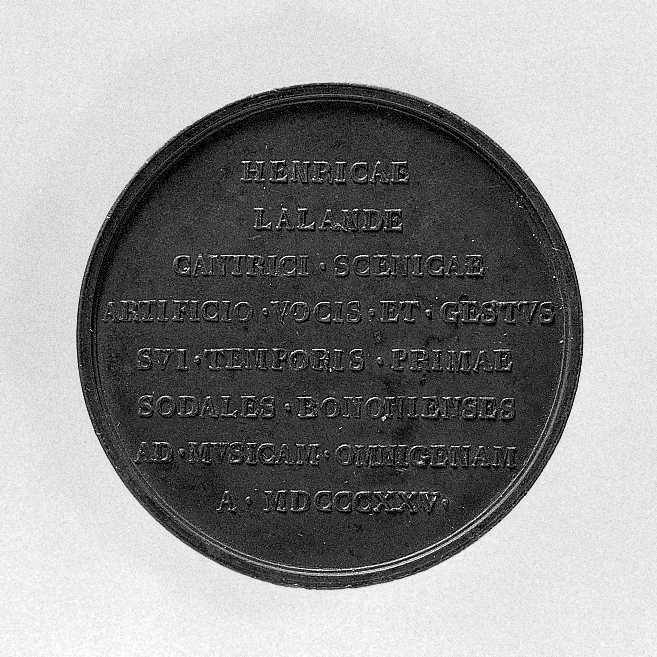 HENRICAE
LALANDE
CANTRICI · SCENICAE
ARTIFICIO · VOCIS · ET · GESTVS
SVI · TEMPORIS · PRIMAE
SODALES · BONONIENSES
AD · MVSICAM · OMNIGENAM
A · MDCCCXXV ·